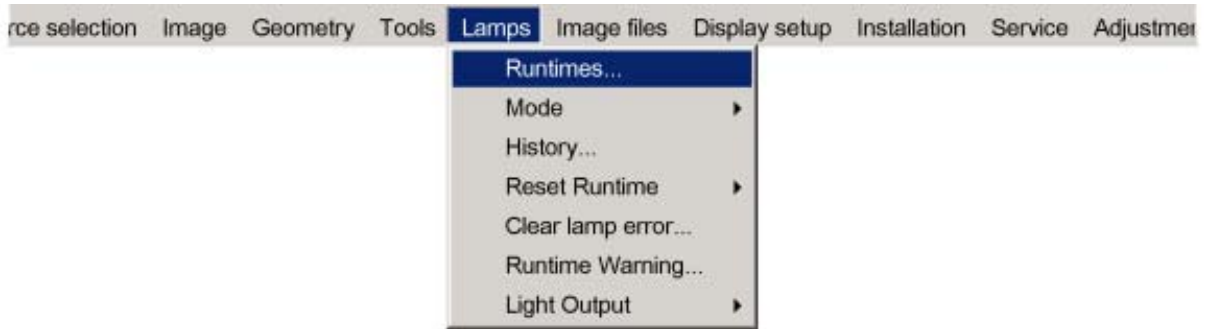 rce selection Image Geometry Tools Lamps Image files Display setup Installation Service Adjustmen
Runtimes...
Mode
History...
Reset Runtime
Clear lamp error...
Runtime Warning...
Light Output